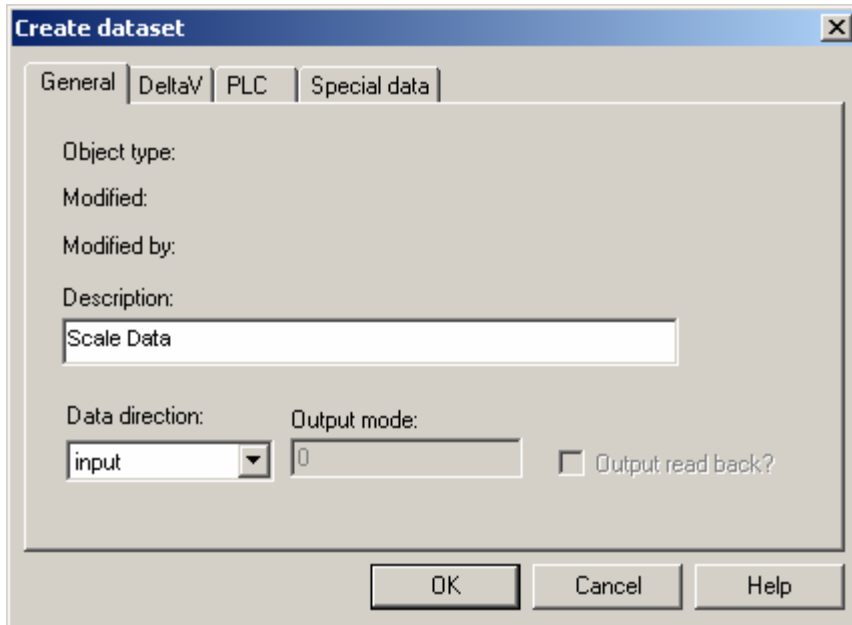 Create dataset
General DeltaV PLC Special data
Object type:
Modified:
Modified by:
Description:
Scale Data
Data direction: Output mode:
input 0 Output read back?
OK Cancel Help